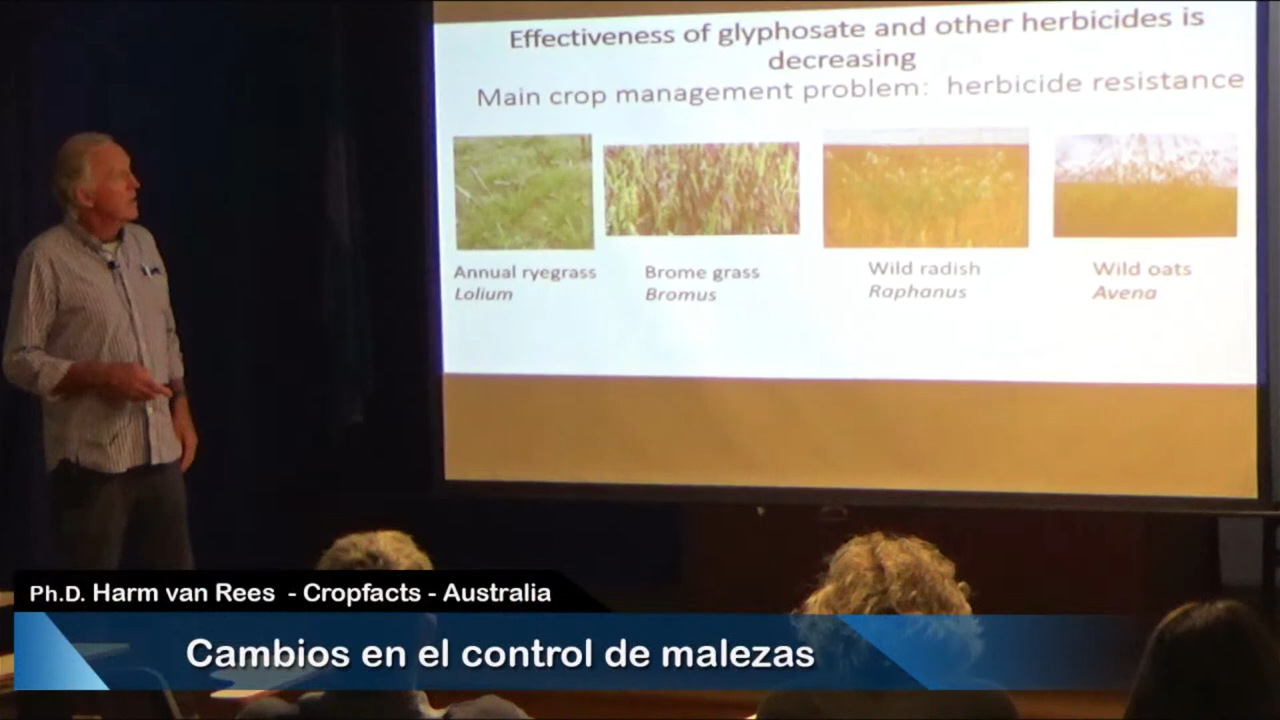 Effectiveness of glyphosate and other herbicides is
decreasing
Main crop management problem: herbicide resistance
Annual ryegrass
Lolium
Brome grass
Bromus
Wild radish
Raphanus
Wild oats
Avena
Ph.D. Harm van Rees - Cropfacts - Australia
Cambios en el control de malezas